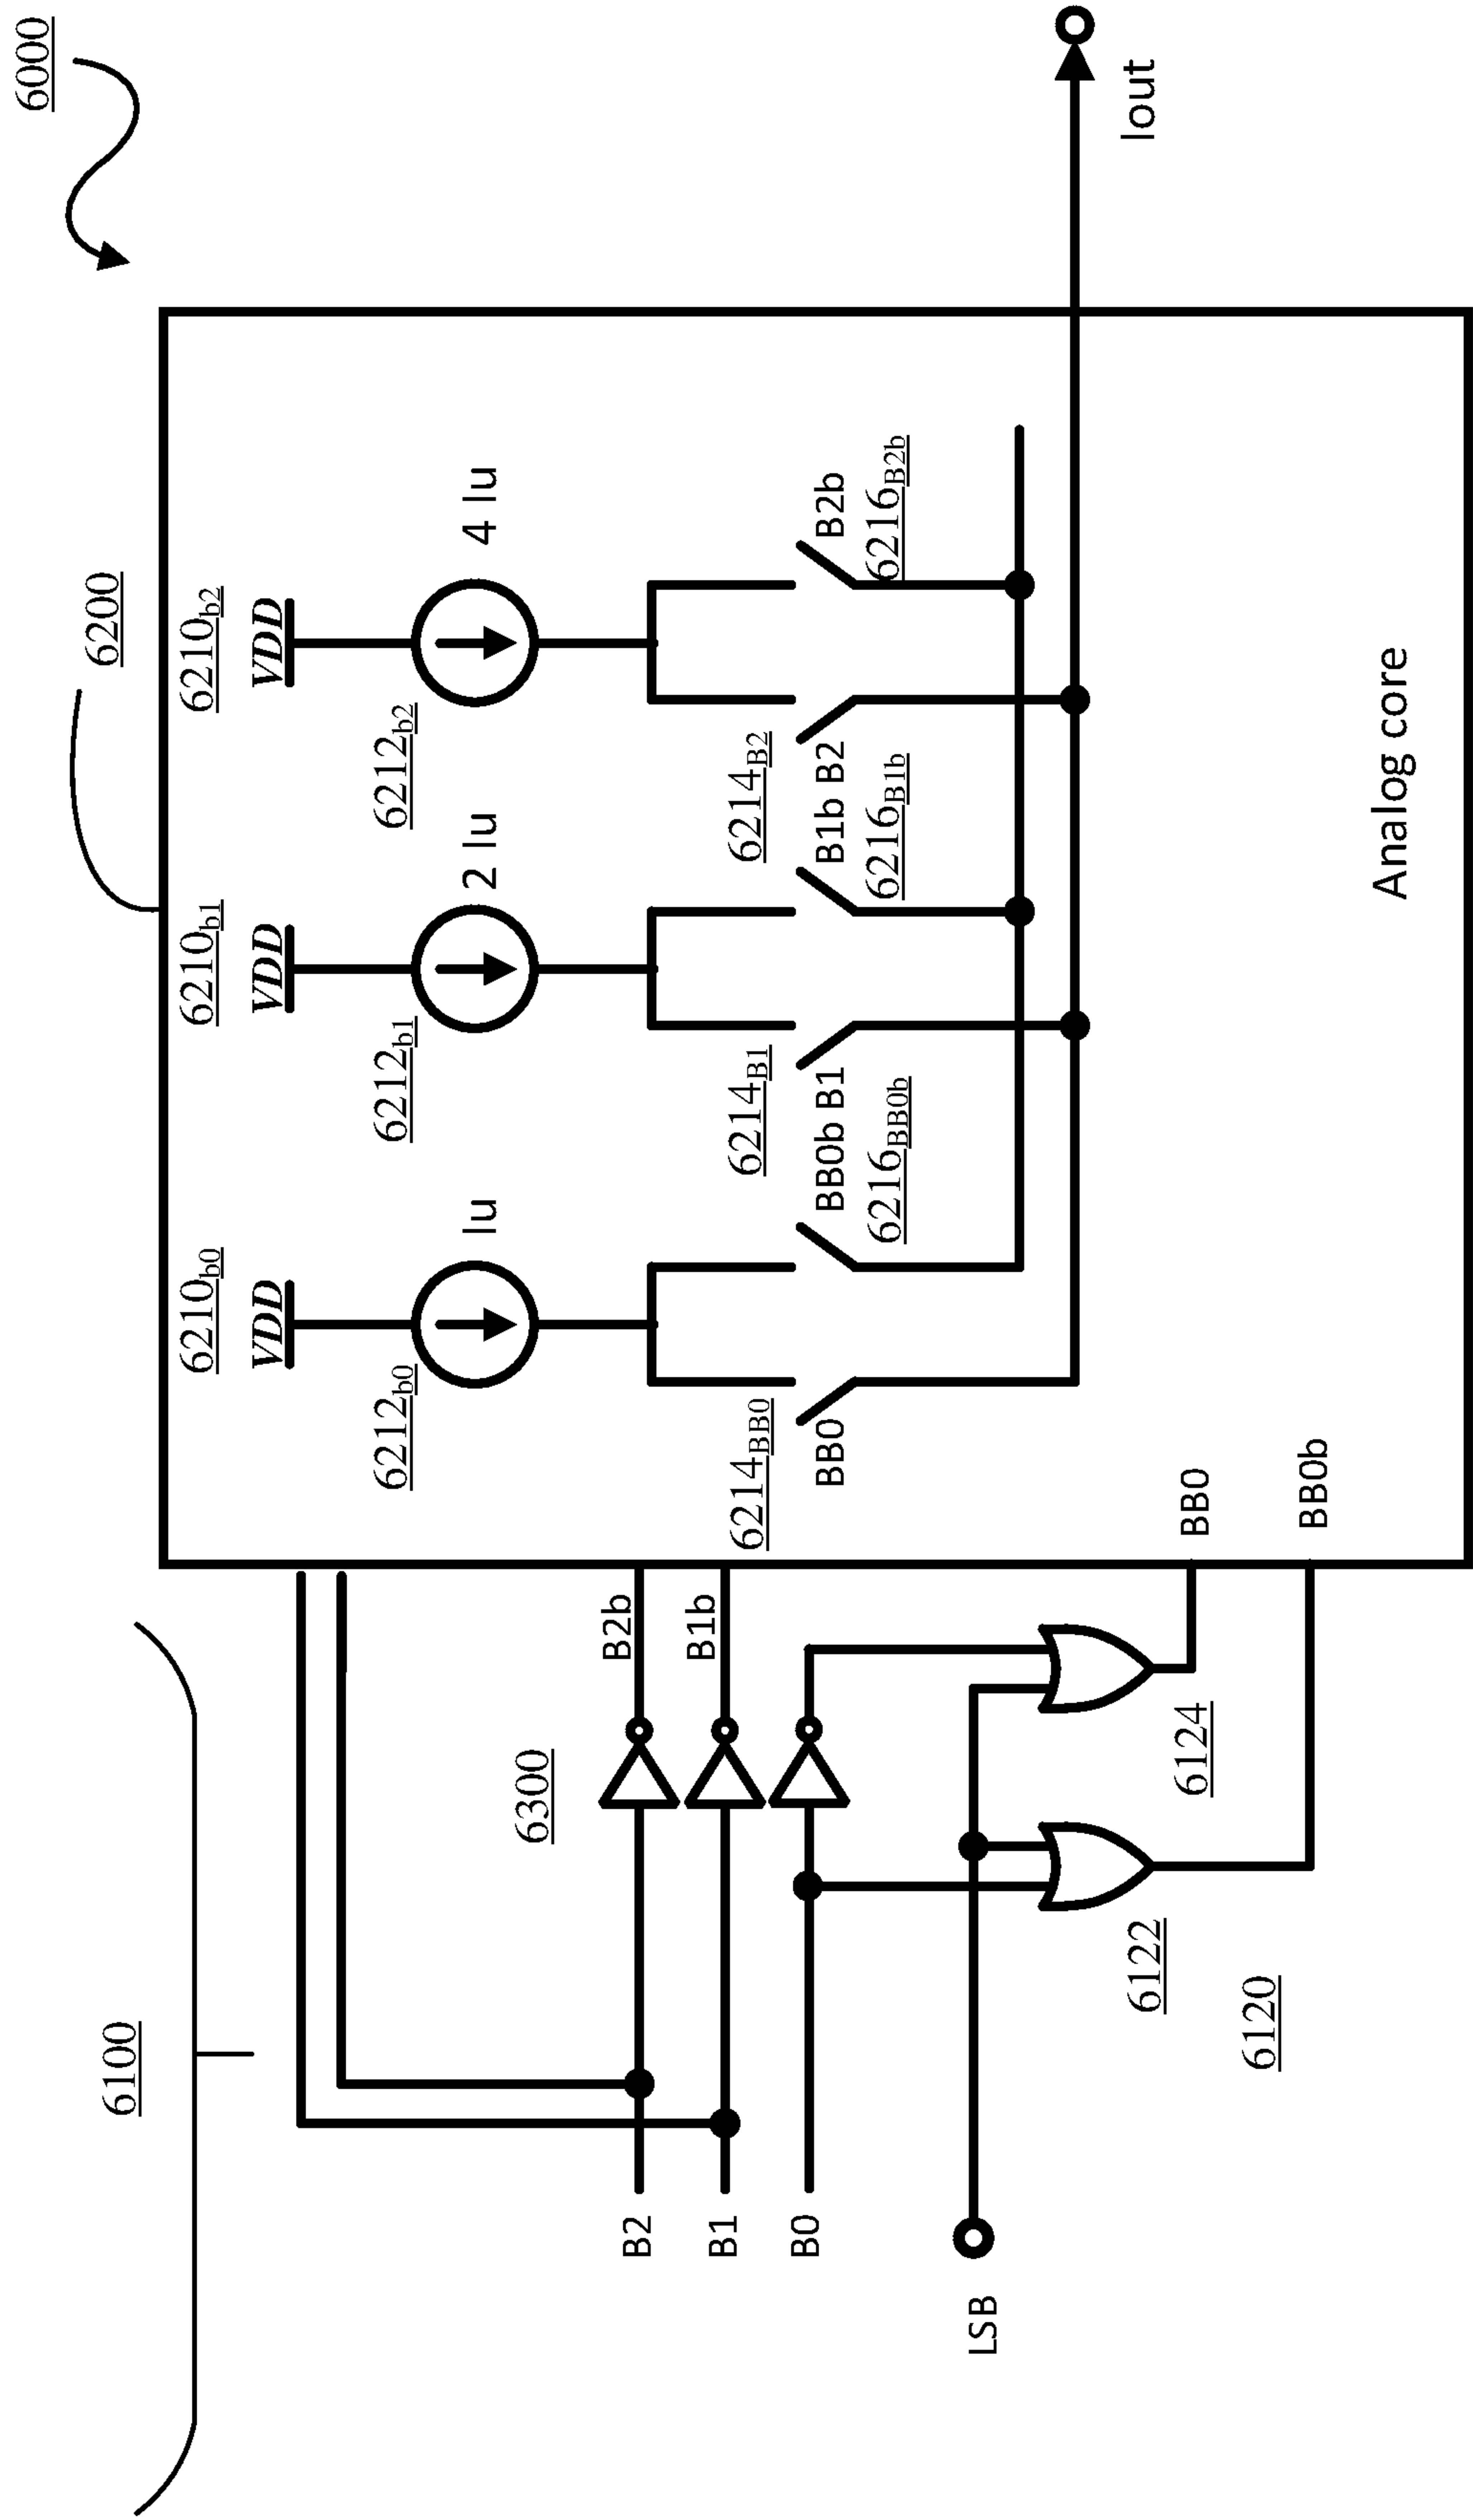 6000
6100
6200
6210b0
6210b1
6210b2
VDD
VDD
VDD
6212b0
Iu
6212b1
2 Iu
6212b2
4 Iu
6300
B2
B2b
B1
B1b
B0
6214BB0
6214B1
6214B2
BB0
BB0b
B1
B1b
B2
B2b
6216BB0b
6216B1b
6216B2b
LSB
Iout
6122
6124
BB0
6120
BB0b
Analog core